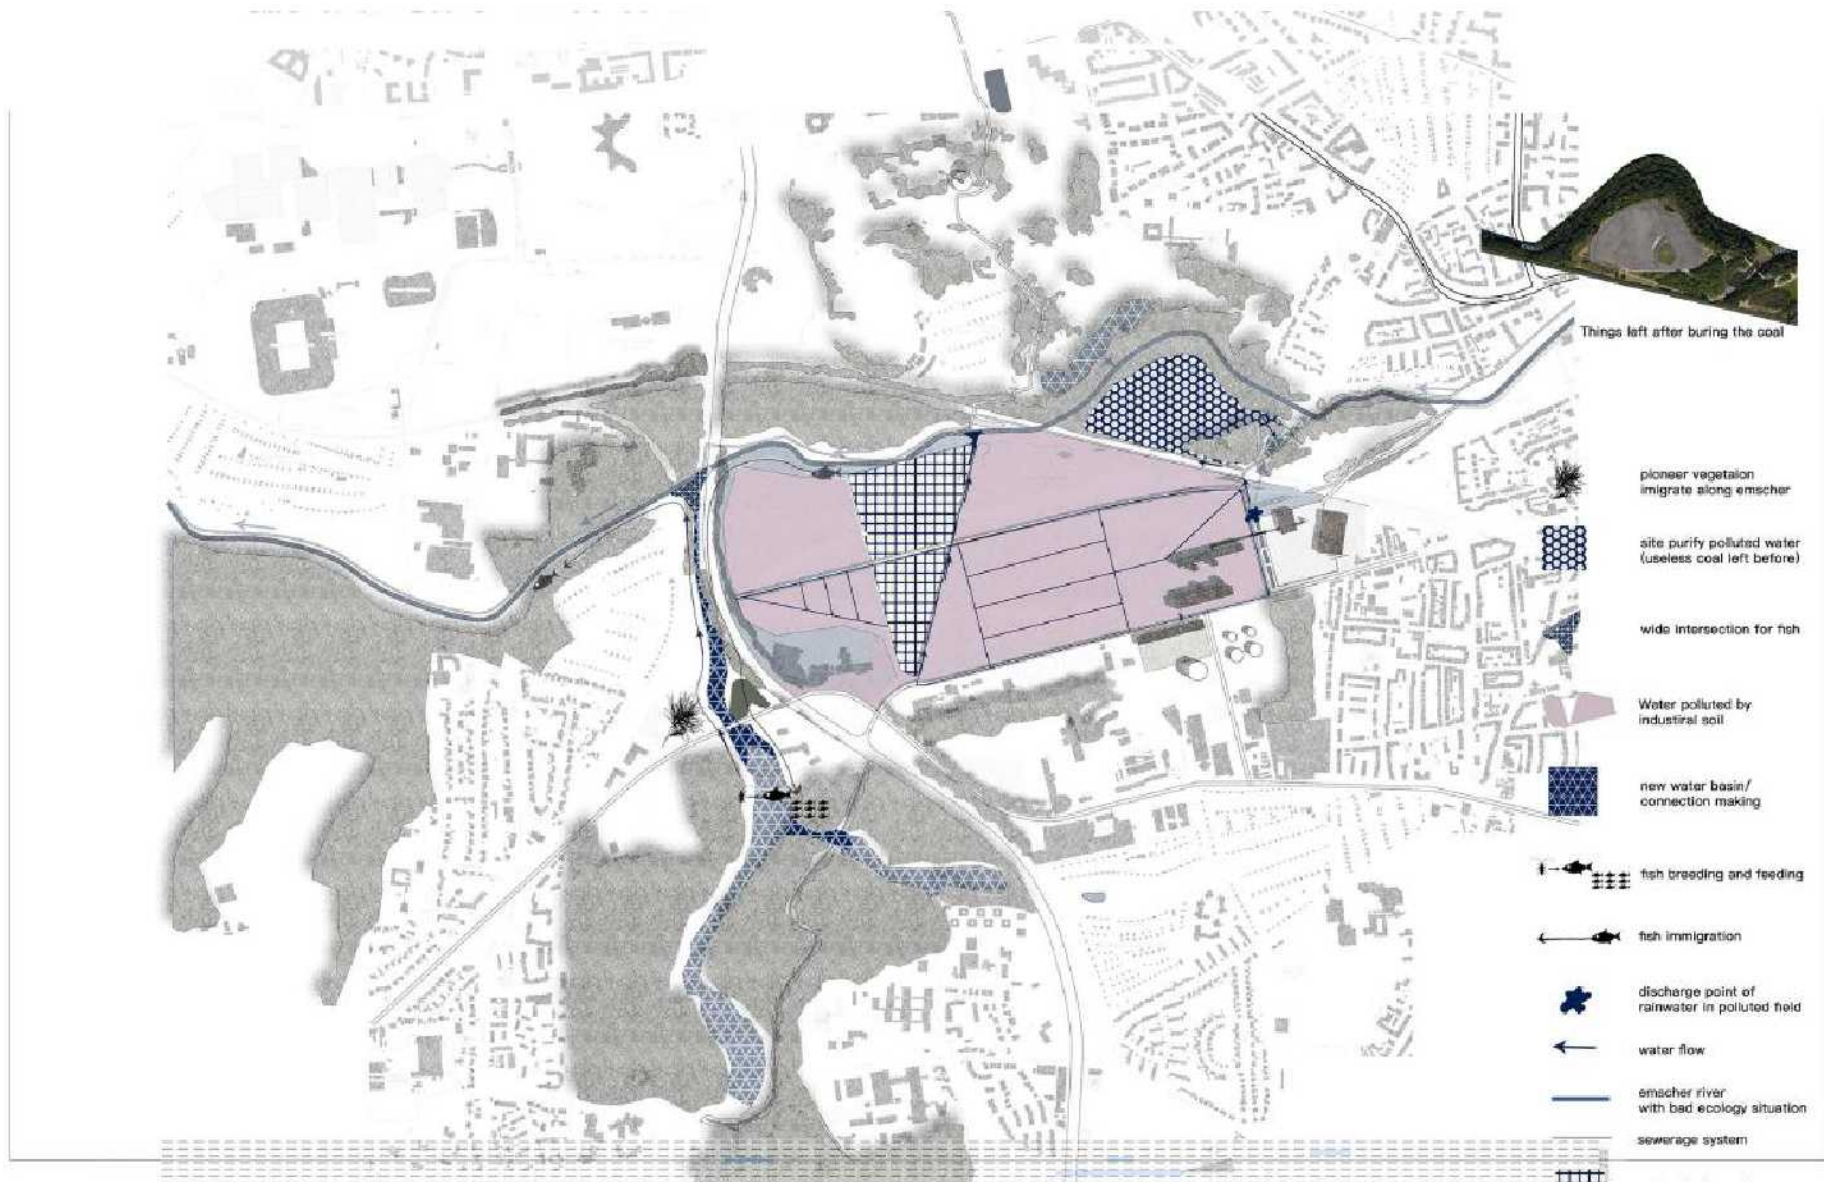 Things left after buring the coal
pioneer vegetaion
imigrate along emscher
site purify polluted water
(useless coal left before)
wide intersection for fish
Water polluted by
industiral soil
new water basin/
connection making
fish breeding and feeding
fish immigration
discharge point of
rainwater in polluted field
water flow
emscher river
with bad ecology situation
sewerage system